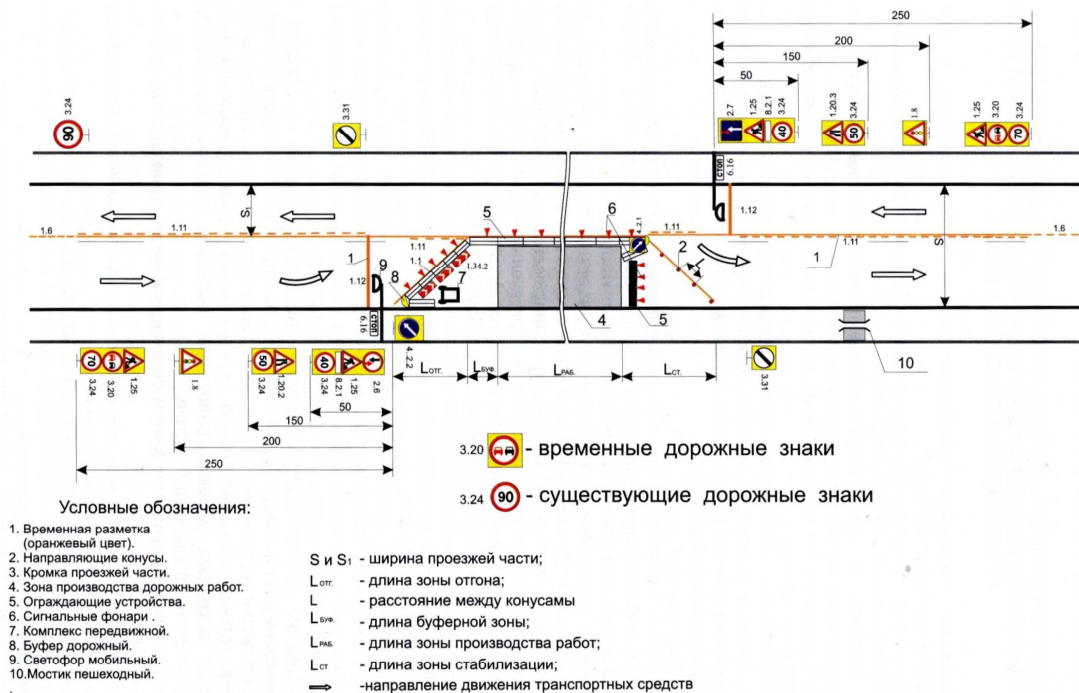 250
200
150
50
3.24
90
3.31
2.7
1.25
8.2.1
3.24
40
1.20.3
3.24
50
1.8
1.25
3.20
3.24
70
СТОП
6.16
S₁
1.6
1.11
5
6
4.2.1
2
1.12
1.11
1.6
1
S
L
1
9
1.12
1.11
1.1
1.34.2
8
7
4
5
10
6.16
СТОП
4.2.2
70
3.24
3.20
1.25
1.8
50
3.24
1.20.2
40
3.24
8.2.1
1.25
2.6
Lотг.
Lбуф.
Lраб.
Lст.
3.31
50
150
200
250
3.20 - временные дорожные знаки
3.24 90 - существующие дорожные знаки
Условные обозначения:
1. Временная разметка
(оранжевый цвет).
2. Направляющие конусы.
3. Кромка проезжей части.
4. Зона производства дорожных работ.
5. Ограждающие устройства.
6. Сигнальные фонари .
7. Комплекс передвижной.
8. Буфер дорожный.
9. Светофор мобильный.
10.Мостик пешеходный.
S и S₁ - ширина проезжей части;
Lотг. - длина зоны отгона;
L - расстояние между конусамы
Lбуф. - длина буферной зоны;
Lраб. - длина зоны производства работ;
Lст - длина зоны стабилизации;
-направление движения транспортных средств